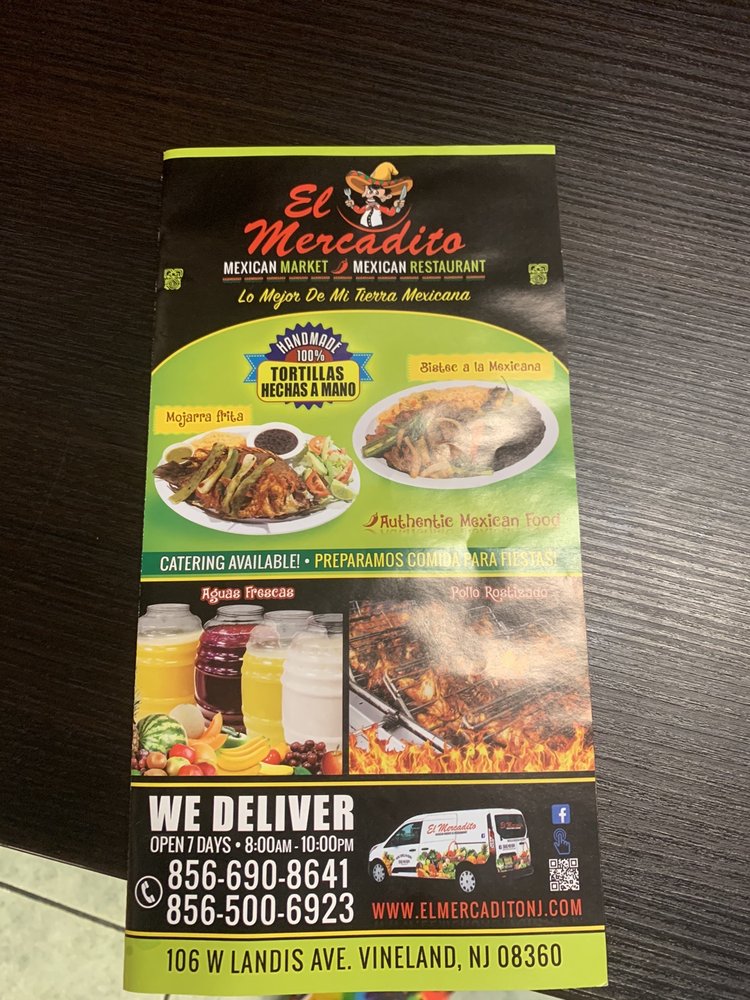 El
Mercadito
MEXICAN MARKET MEXICAN RESTAURANT
Lo Mejor De Mi Tierra Mexicana
HANDMADE
100%
TORTILLAS
HECHAS A MANO
Bistec a la Mexicana
Mojarra frita
Authentic Mexican Food
CATERING AVAILABLE! • PREPARAMOS COMIDA PARA FIESTAS!
Aguas Frescas
Pollo Rostizado
WE DELIVER
OPEN 7 DAYS • 8:00AM - 10:00PM
856-690-8641
856-500-6923
El Mercadito
WWW.ELMERCADITONJ.COM
106 W LANDIS AVE. VINELAND, NJ 08360